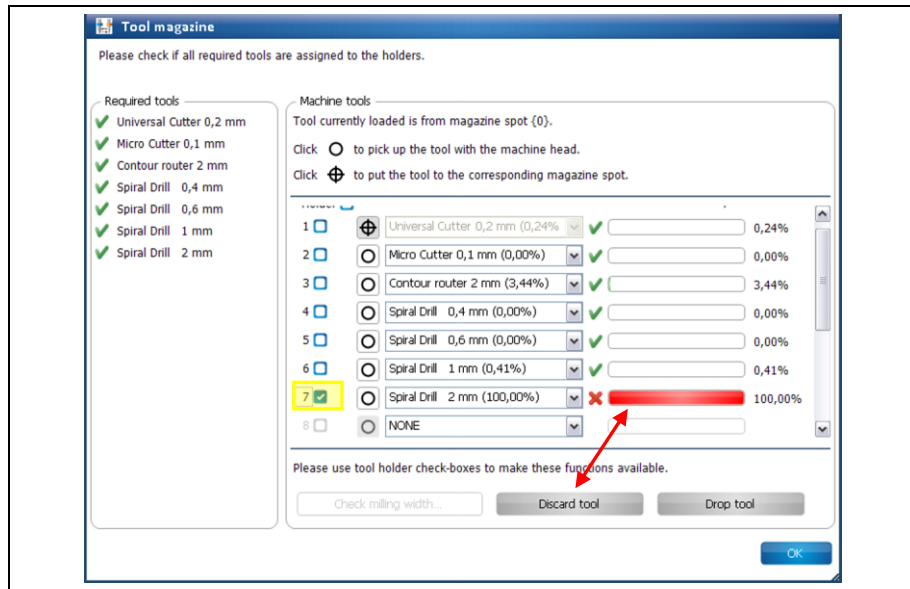 Tool magazine
Please check if all required tools are assigned to the holders.
Required tools
Universal Cutter 0,2 mm
Micro Cutter 0,1 mm
Contour router 2 mm
Spiral Drill 0,4 mm
Spiral Drill 0,6 mm
Spiral Drill 1 mm
Spiral Drill 2 mm
Machine tools
Tool currently loaded is from magazine spot {0}.
Click to pick up the tool with the machine head.
Click to put the tool to the corresponding magazine spot.
1 Universal Cutter 0,2 mm (0,24% 0,24%
2 Micro Cutter 0,1 mm (0,00%) 0,00%
3 Contour router 2 mm (3,44%) 3,44%
4 Spiral Drill 0,4 mm (0,00%) 0,00%
5 Spiral Drill 0,6 mm (0,00%) 0,00%
6 Spiral Drill 1 mm (0,41%) 0,41%
7 Spiral Drill 2 mm (100,00%) 100,00%
8 NONE
Please use tool holder check-boxes to make these functions available.
Check milling width... Discard tool Drop tool
OK